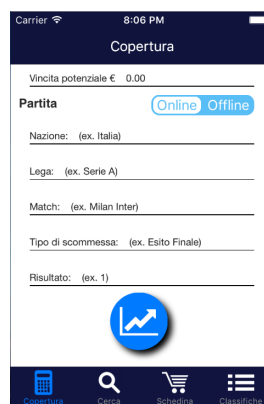 Carrier 8:06 PM
Copertura
Vincita potenziale € 0.00
Partita Online Offline
Nazione: (ex. Italia)
Lega: (ex. Serie A)
Match: (ex. Milan Inter)
Tipo di scommessa: (ex. Esito Finale)
Risultato: (ex. 1)
Copertura Cerca Schedina Classifiche